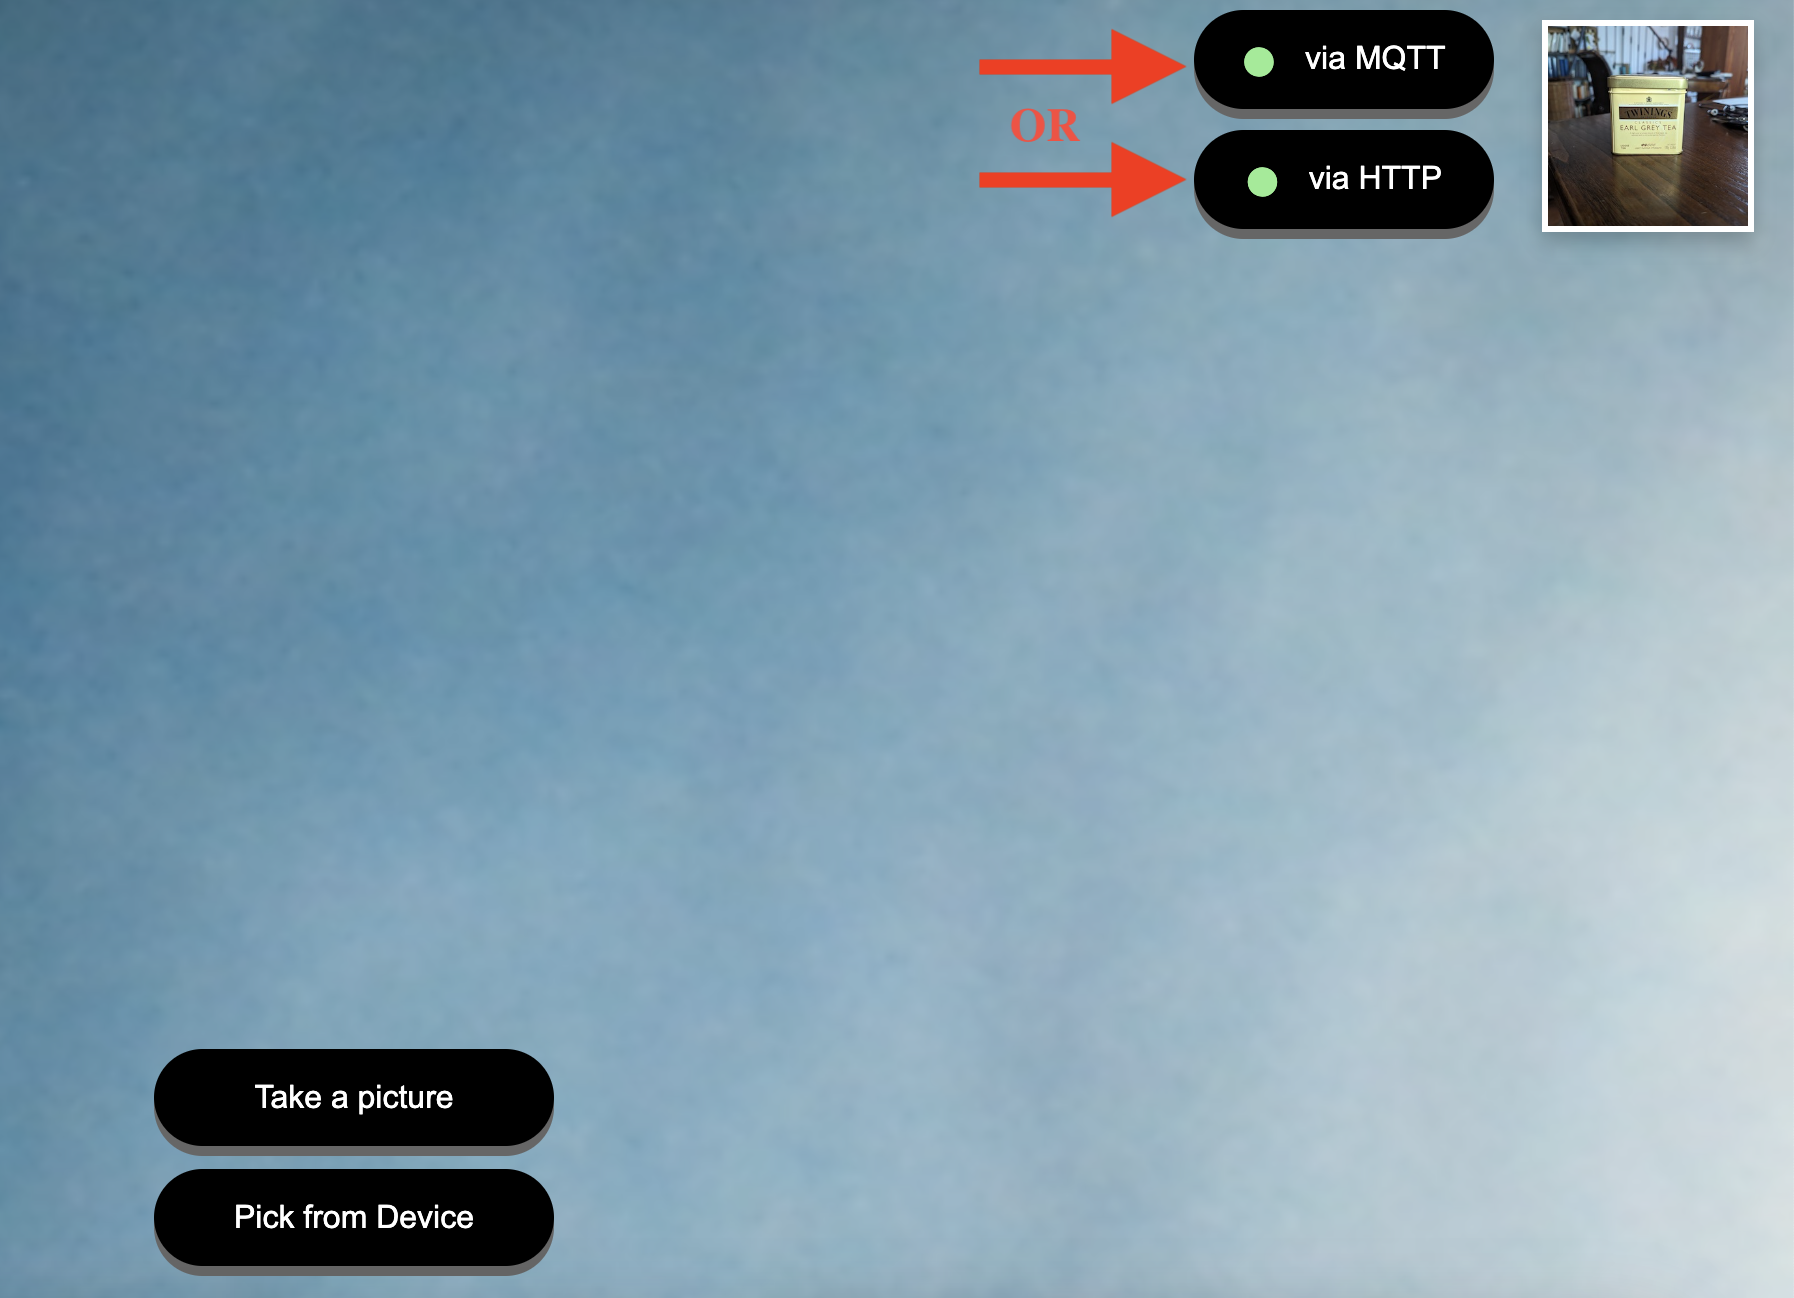 via MQTT
OR
via HTTP
TWININGS
EARL GREY TEA
Take a picture
Pick from Device